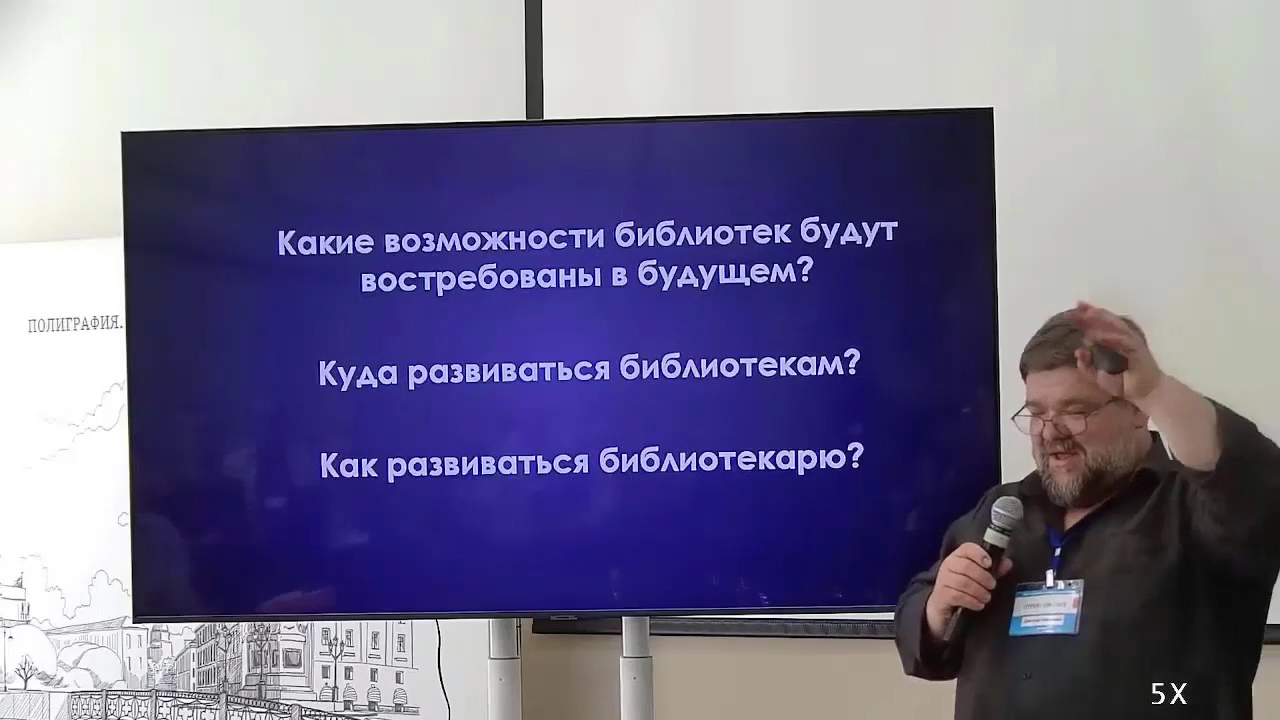 Какие возможности библиотек будут
востребованы в будущем?
Куда развиваться библиотекам?
Как развиваться библиотекарю?
ПОЛИГРАФИЯ.
5X